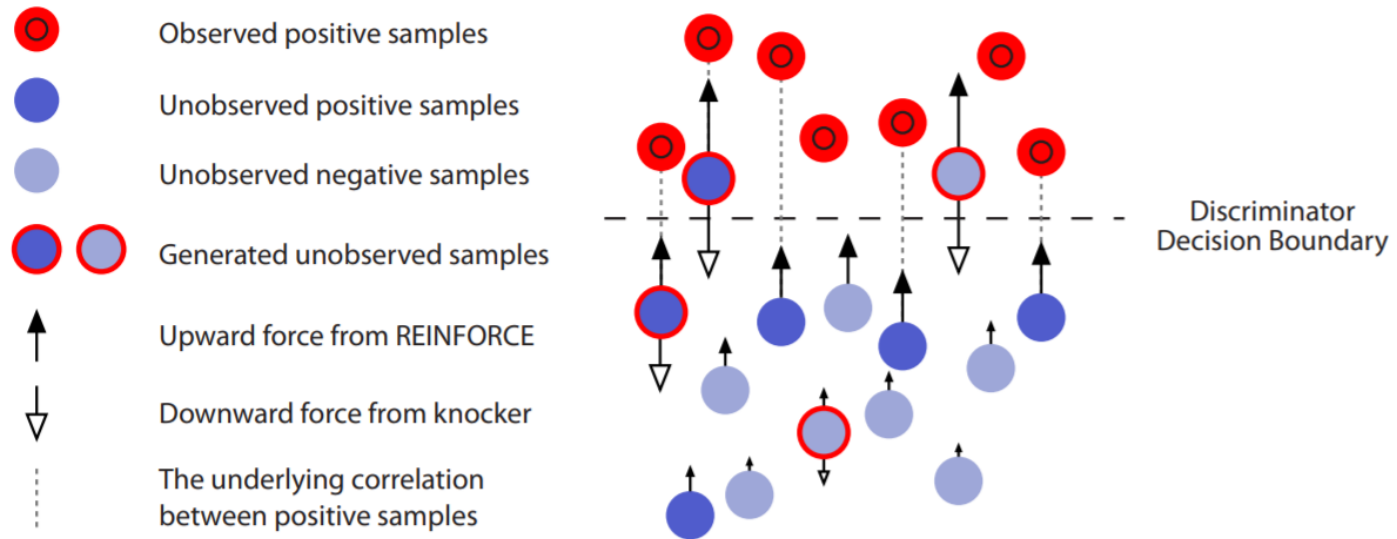 Observed positive samples
Unobserved positive samples
Unobserved negative samples
Generated unobserved samples
Upward force from REINFORCE
Downward force from knocker
The underlying correlation
between positive samples
Discriminator
Decision Boundary